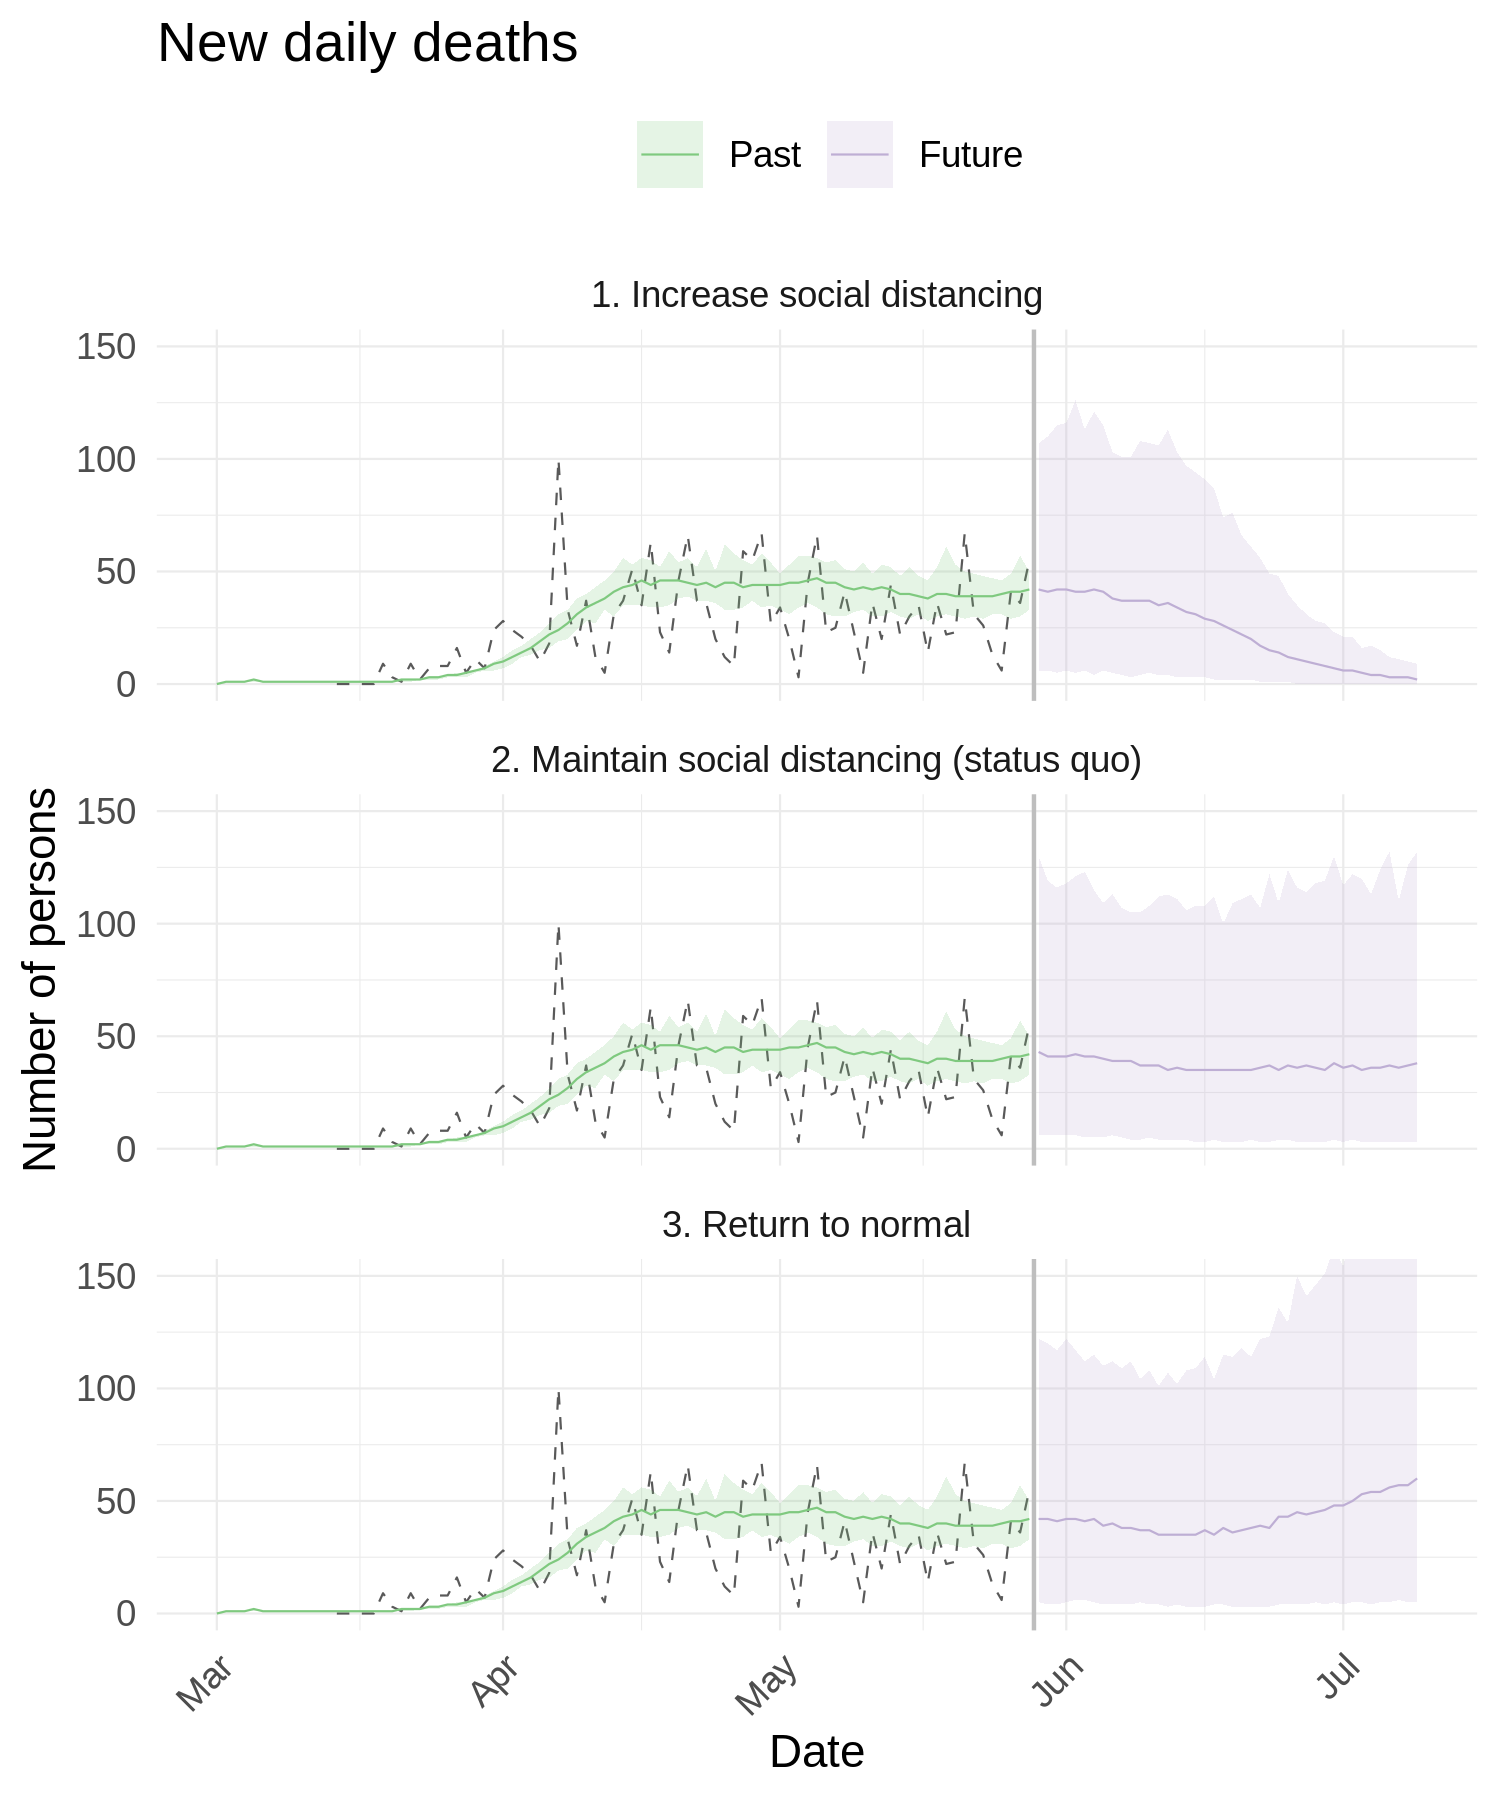 New daily deaths
Past
Future
1. Increase social distancing
150
100
50
0
2. Maintain social distancing (status quo)
150
100
50
0
3. Return to normal
150
100
50
0
Number of persons
Mar
Apr
May
Jun
Jul
Date